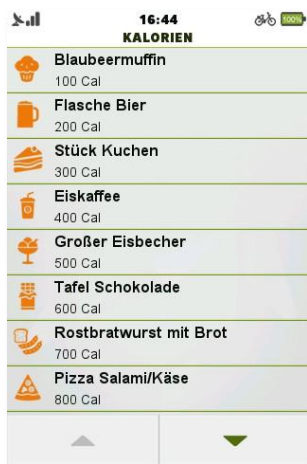 16:44
100%
KALORIEN
Blaubeermuffin
100 Cal
Flasche Bier
200 Cal
Stück Kuchen
300 Cal
Eiskaffee
400 Cal
Großer Eisbecher
500 Cal
Tafel Schokolade
600 Cal
Rostbratwurst mit Brot
700 Cal
Pizza Salami/Käse
800 Cal